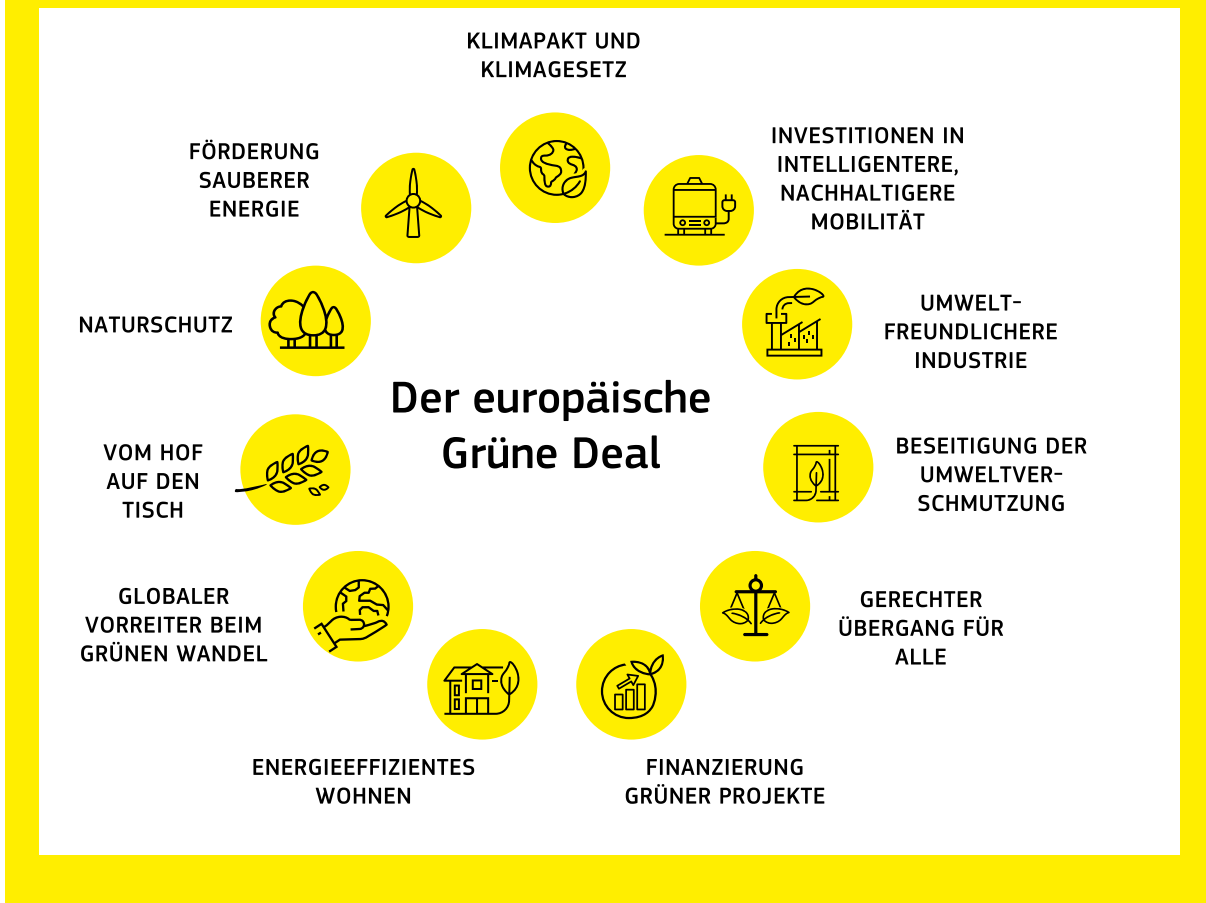 KLIMAPAKT UND
KLIMAGESETZ
INVESTITIONEN IN
INTELLIGENTERE,
NACHHALTIGERE
MOBILITÄT
UMWELT-
FREUNDLICHERE
INDUSTRIE
BESEITIGUNG DER
UMWELTVER-
SCHMUTZUNG
GERECHTER
ÜBERGANG FÜR
ALLE
FINANZIERUNG
GRÜNER PROJEKTE
ENERGIEEFFIZIENTES
WOHNEN
GLOBALER
VORREITER BEIM
GRÜNEN WANDEL
VOM HOF
AUF DEN
TISCH
NATURSCHUTZ
FÖRDERUNG
SAUBERER
ENERGIE
Der europäische
Grüne Deal